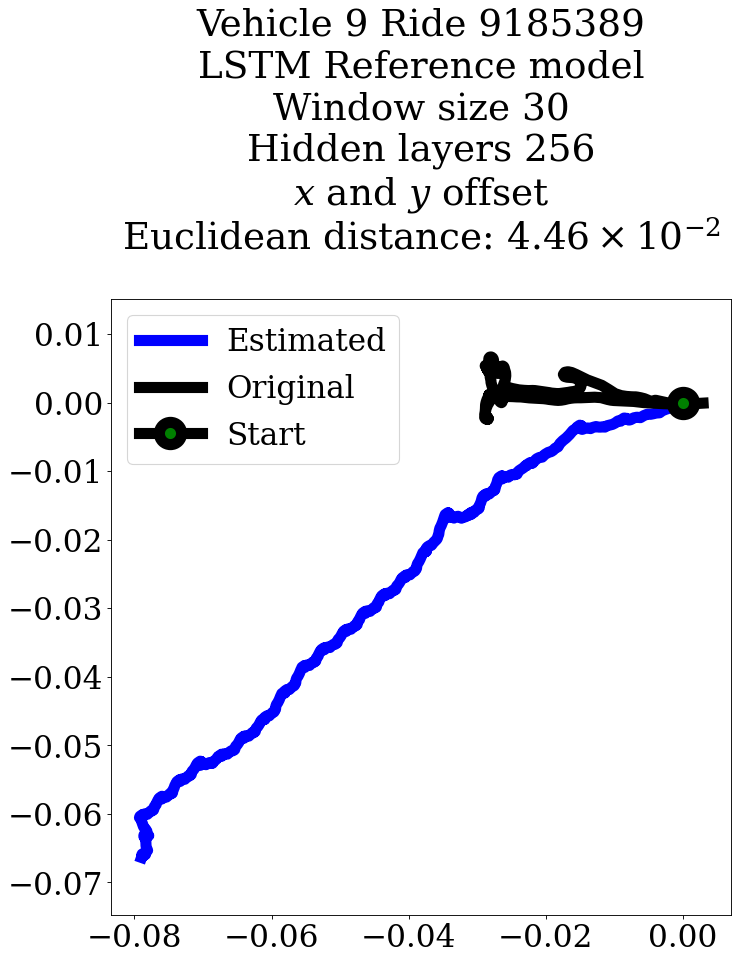 Vehicle 9 Ride 9185389
LSTM Reference model
Window size 30
Hidden layers 256
x and y offset
Euclidean distance: 4.46 × 10⁻²
Estimated
Original
Start
0.01
0.00
−0.01
−0.02
−0.03
−0.04
−0.05
−0.06
−0.07
−0.08 −0.06 −0.04 −0.02 0.00